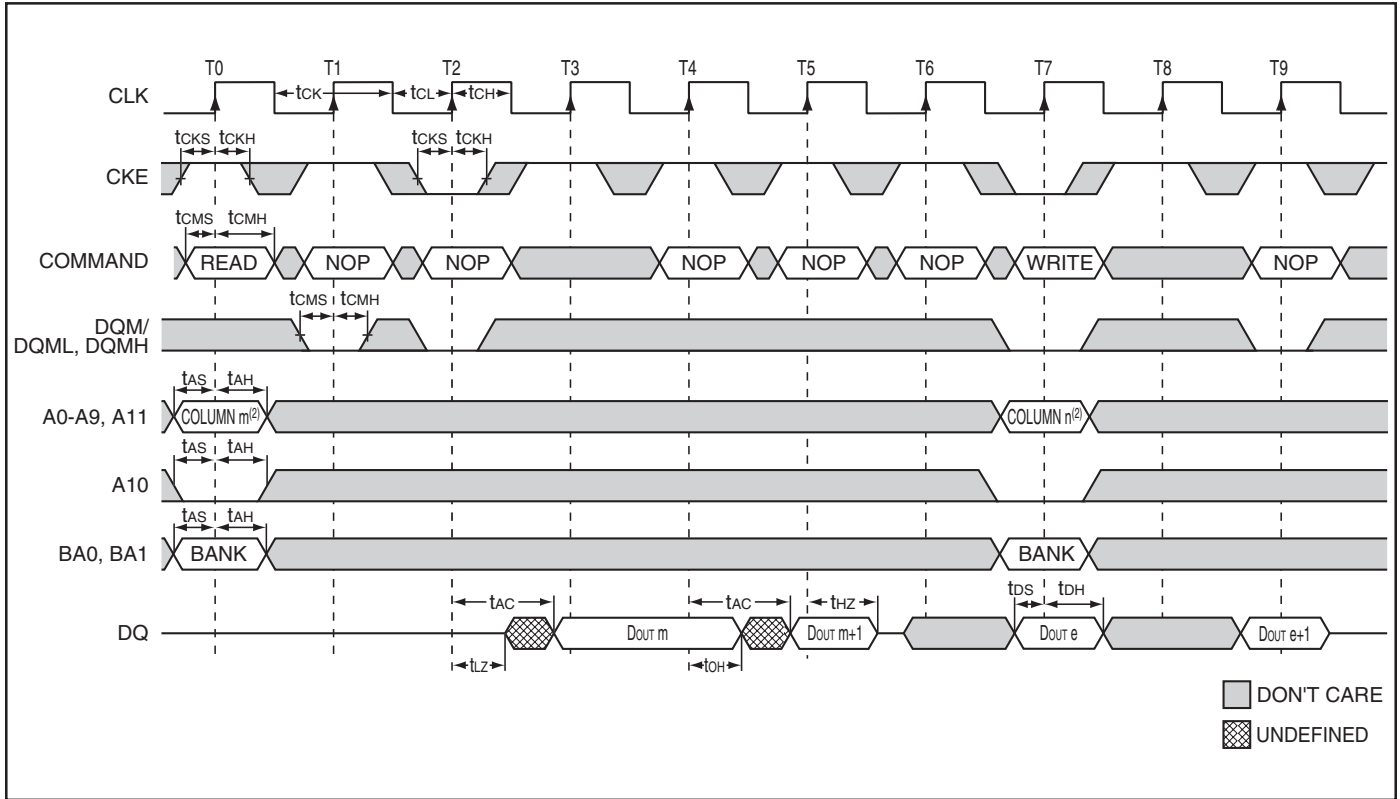 T0 T1 T2 T3 T4 T5 T6 T7 T8 T9
CLK
tCK tCL tCH
tCKS tCKH tCKS tCKH
CKE
tCMS tCMH
COMMAND READ NOP NOP NOP NOP NOP WRITE NOP
tCMS tCMH
DQM/
DQML, DQMH
tAS tAH
A0-A9, A11 COLUMN m(2) COLUMN n(2)
tAS tAH
A10
tAS tAH
BA0, BA1 BANK BANK
tAC tAC tHZ tDS tDH
DQ DOUT m DOUT m+1 DOUT e DOUT e+1
tLZ tOH
DON'T CARE
UNDEFINED